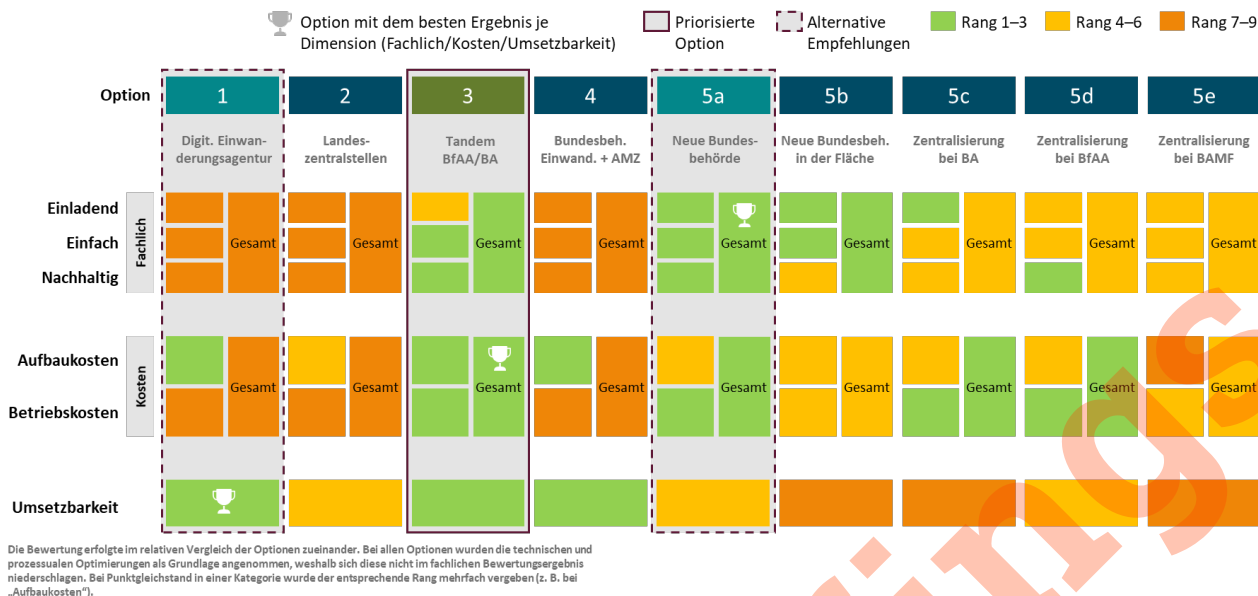 Option mit dem besten Ergebnis je
Dimension (Fachlich/Kosten/Umsetzbarkeit)
Priorisierte
Option
Alternative
Empfehlungen
Rang 1–3
Rang 4–6
Rang 7–9
Option
1
2
3
4
5a
5b
5c
5d
5e
Digit. Einwan-
derungsagentur
Landes-
zentralstellen
Tandem
BfAA/BA
Bundesbeh.
Einwand. + AMZ
Neue Bundes-
behörde
Neue Bundesbeh.
in der Fläche
Zentralisierung
bei BA
Zentralisierung
bei BfAA
Zentralisierung
bei BAMF
Fachlich
Einladend
Einfach
Nachhaltig
Gesamt
Gesamt
Gesamt
Gesamt
Gesamt
Gesamt
Gesamt
Gesamt
Gesamt
Kosten
Aufbaukosten
Betriebskosten
Gesamt
Gesamt
Gesamt
Gesamt
Gesamt
Gesamt
Gesamt
Gesamt
Gesamt
Umsetzbarkeit
Die Bewertung erfolgte im relativen Vergleich der Optionen zueinander. Bei allen Optionen wurden die technischen und
prozessualen Optimierungen als Grundlage angenommen, weshalb sich diese nicht im fachlichen Bewertungsergebnis
niederschlagen. Bei Punktgleichstand in einer Kategorie wurde der entsprechende Rang mehrfach vergeben (z. B. bei
„Aufbaukosten“).
ings